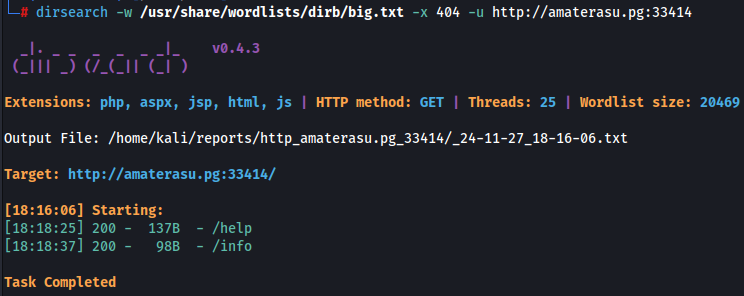 └─# dirsearch -w /usr/share/wordlists/dirb/big.txt -x 404 -u http://amaterasu.pg:33414
_|. _ _  _  _  _ _|_    v0.4.3
(_||| _) (/_(_|| (_| )
Extensions: php, aspx, jsp, html, js | HTTP method: GET | Threads: 25 | Wordlist size: 20469
Output File: /home/kali/reports/http_amaterasu.pg_33414/_24-11-27_18-16-06.txt
Target: http://amaterasu.pg:33414/
[18:16:06] Starting:
[18:18:25] 200 -  137B  - /help
[18:18:37] 200 -   98B  - /info
Task Completed